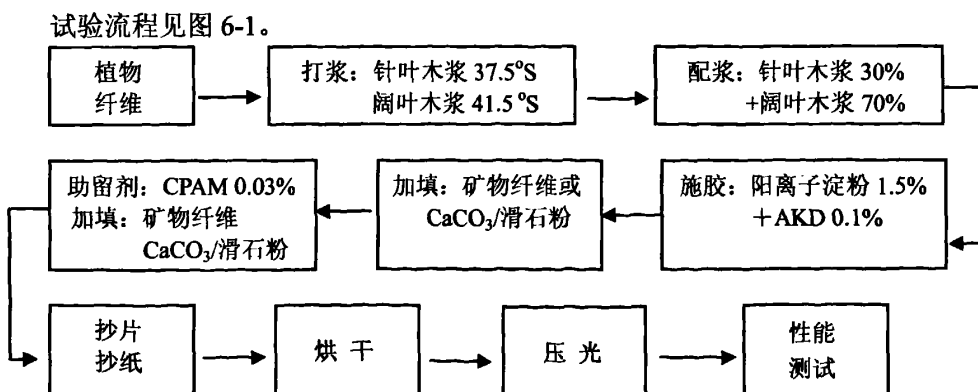 试验流程见图 6-1。
植物
纤维
打浆：针叶木浆 37.5°S
阔叶木浆 41.5°S
配浆：针叶木浆 30%
+阔叶木浆 70%
施胶：阳离子淀粉 1.5%
+AKD 0.1%
加填：矿物纤维或
CaCO₃/滑石粉
助留剂：CPAM 0.03%
加填：矿物纤维
CaCO₃/滑石粉
抄片
抄纸
烘 干
压 光
性能
测试